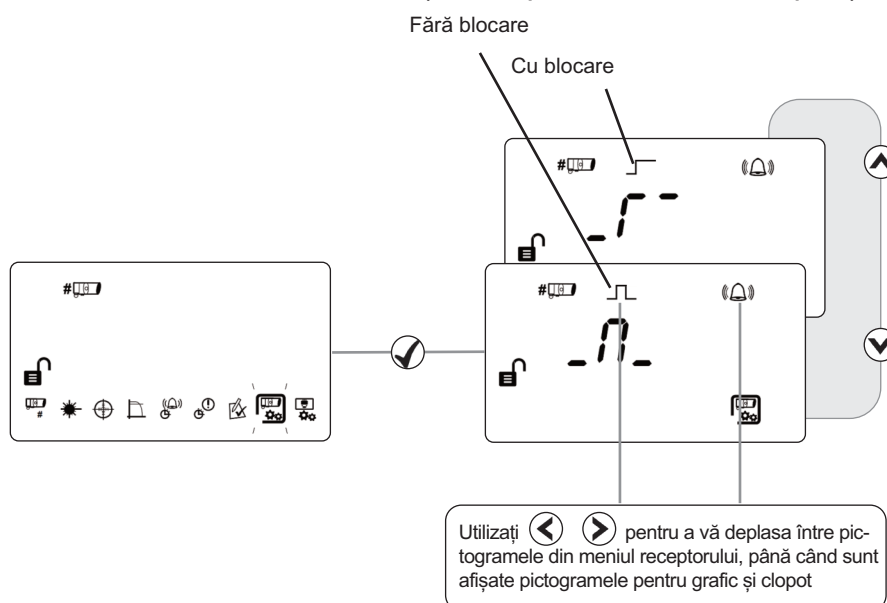 Fără blocare
Cu blocare
#
#
#
#
Utilizați pentru a vă deplasa între pic-
togramele din meniul receptorului, până când sunt
afișate pictogramele pentru grafic și clopot